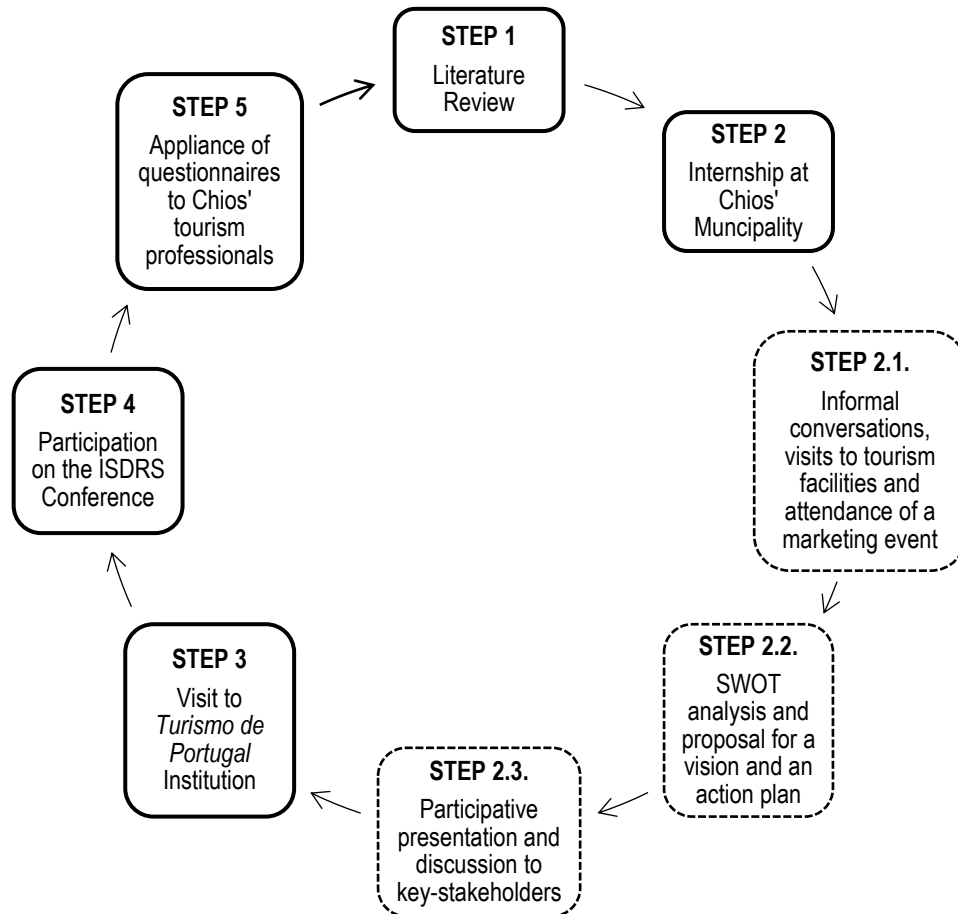 STEP 1
Literature
Review
STEP 2
Internship at
Chios'
Muncipality
STEP 2.1.
Informal
conversations,
visits to tourism
facilities and
attendance of a
marketing event
STEP 2.2.
SWOT
analysis and
proposal for a
vision and an
action plan
STEP 2.3.
Participative
presentation and
discussion to
key-stakeholders
STEP 3
Visit to
Turismo de
Portugal
Institution
STEP 4
Participation
on the ISDRS
Conference
STEP 5
Appliance of
questionnaires
to Chios'
tourism
professionals